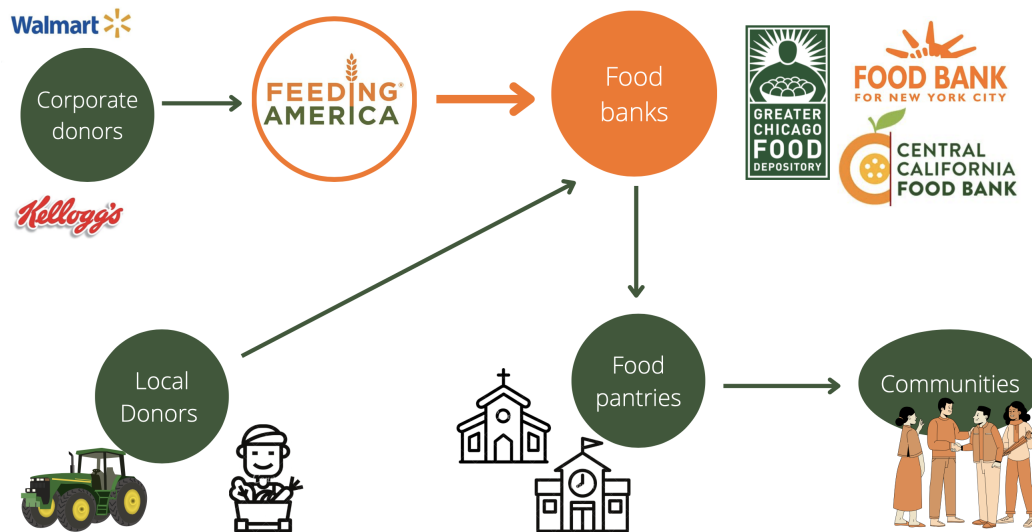 Walmart
Corporate
donors
Kellogg's
FEEDING®
AMERICA
Food
banks
GREATER
CHICAGO
FOOD
DEPOSITORY
FOOD BANK
FOR NEW YORK CITY
CENTRAL
CALIFORNIA
FOOD BANK
Local
Donors
Food
pantries
Communities